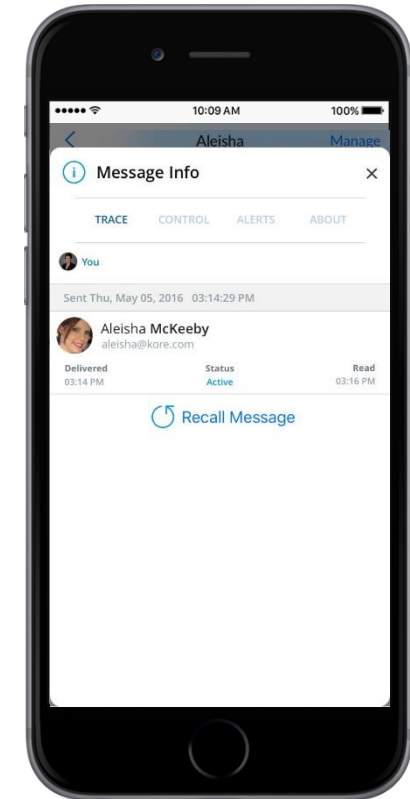 10:09 AM 100%
Aleisha Manage
i Message Info ×
TRACE CONTROL ALERTS ABOUT
You
Sent Thu, May 05, 2016 03:14:29 PM
Aleisha McKeeby
aleisha@kore.com
Delivered Status Read
03:14 PM Active 03:16 PM
Recall Message